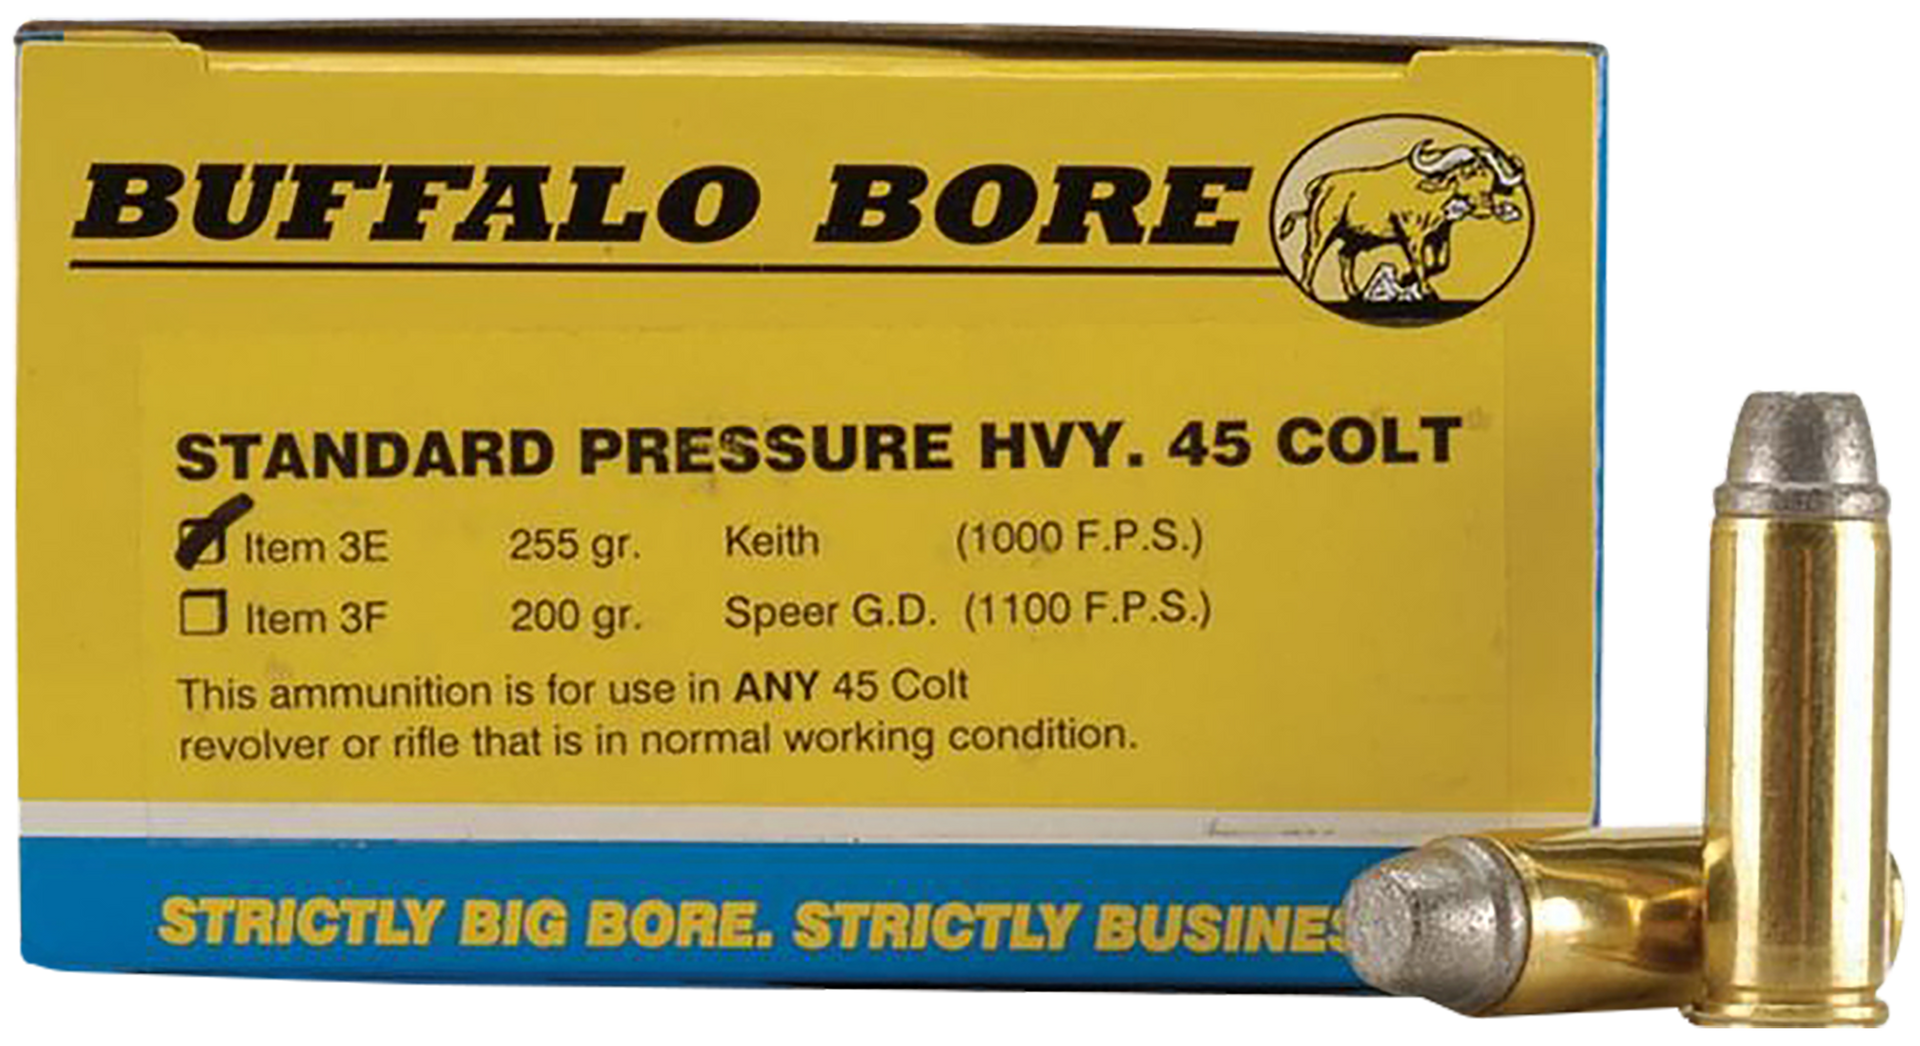 BUFFALO BORE
STANDARD PRESSURE HVY. 45 COLT
Item 3E 255 gr. Keith (1000 F.P.S.)
Item 3F 200 gr. Speer G.D. (1100 F.P.S.)
This ammunition is for use in ANY 45 Colt
revolver or rifle that is in normal working condition.
STRICTLY BIG BORE. STRICTLY BUSINES